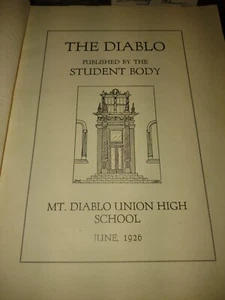 THE DIABLO
PUBLISHED BY THE
STUDENT BODY
MT. DIABLO UNION HIGH
SCHOOL
JUNE, 1926